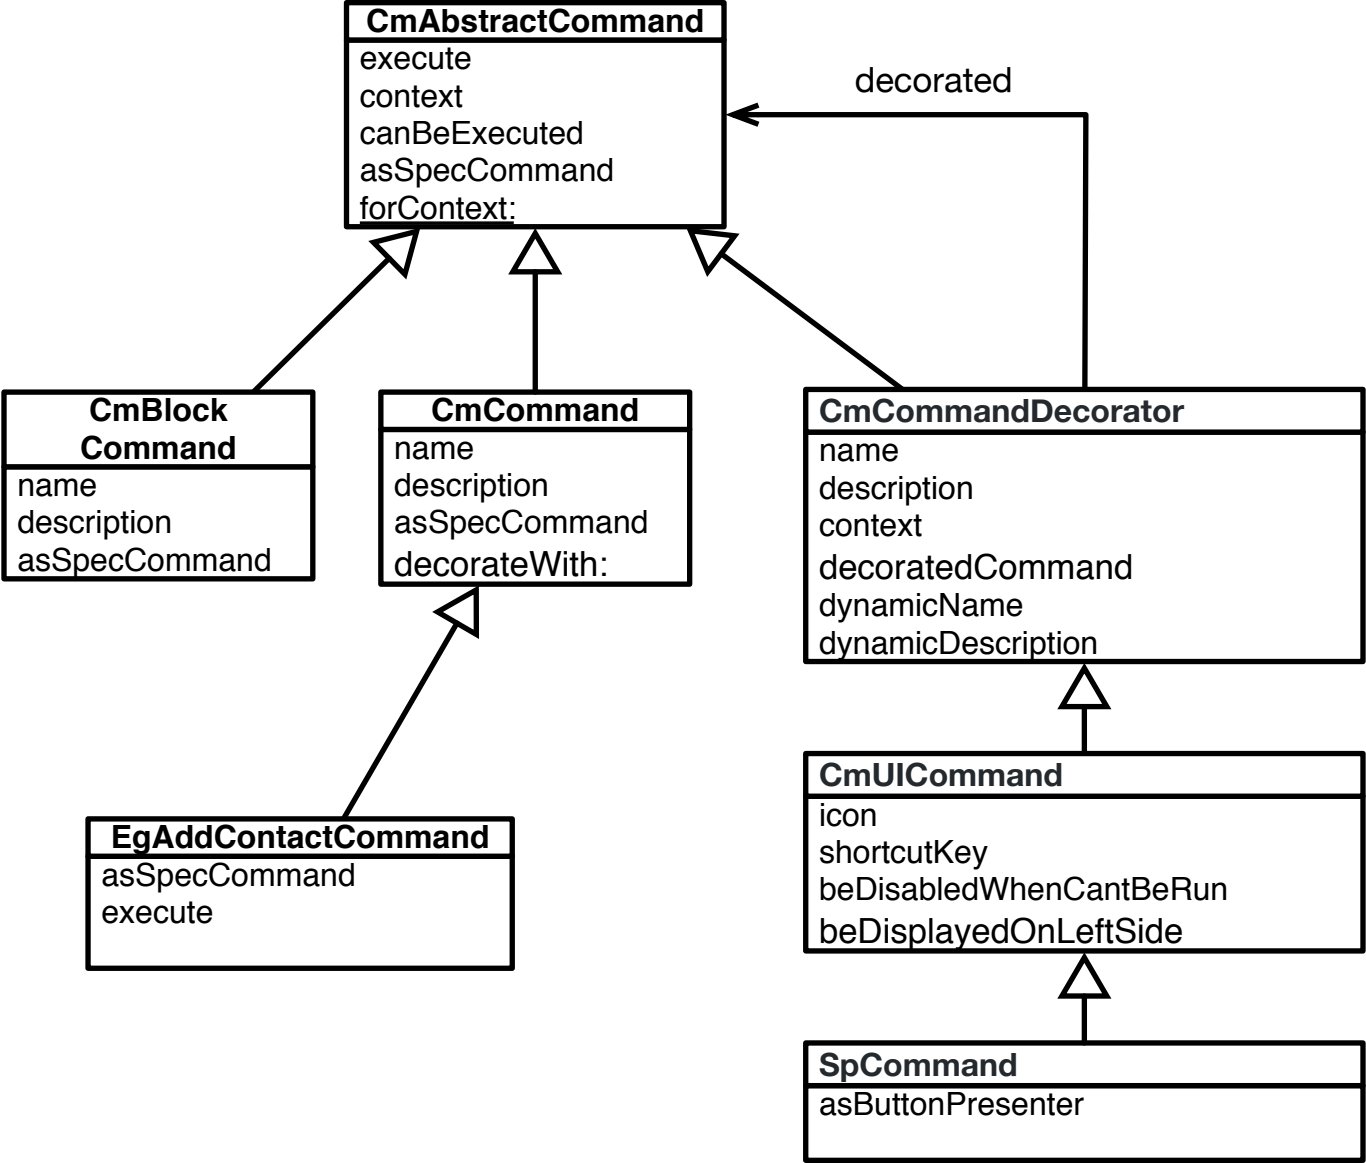 CmAbstractCommand
execute
context
canBeExecuted
asSpecCommand
forContext:
decorated
CmBlock
Command
name
description
asSpecCommand
CmCommand
name
description
asSpecCommand
decorateWith:
CmCommandDecorator
name
description
context
decoratedCommand
dynamicName
dynamicDescription
EgAddContactCommand
asSpecCommand
execute
CmUICommand
icon
shortcutKey
beDisabledWhenCantBeRun
beDisplayedOnLeftSide
SpCommand
asButtonPresenter